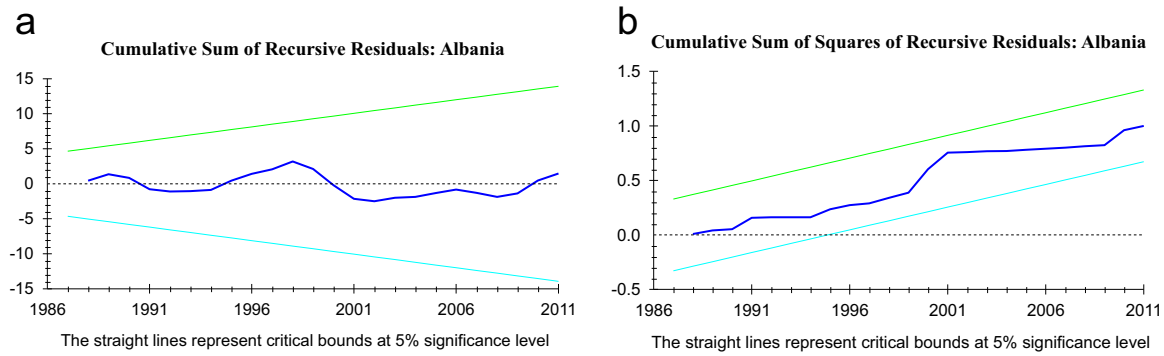 a
Cumulative Sum of Recursive Residuals: Albania
15
10
5
0
-5
-10
-15
1986 1991 1996 2001 2006 2011
The straight lines represent critical bounds at 5% significance level
b
Cumulative Sum of Squares of Recursive Residuals: Albania
1.5
1.0
0.5
0.0
-0.5
1986 1991 1996 2001 2006 2011
The straight lines represent critical bounds at 5% significance level